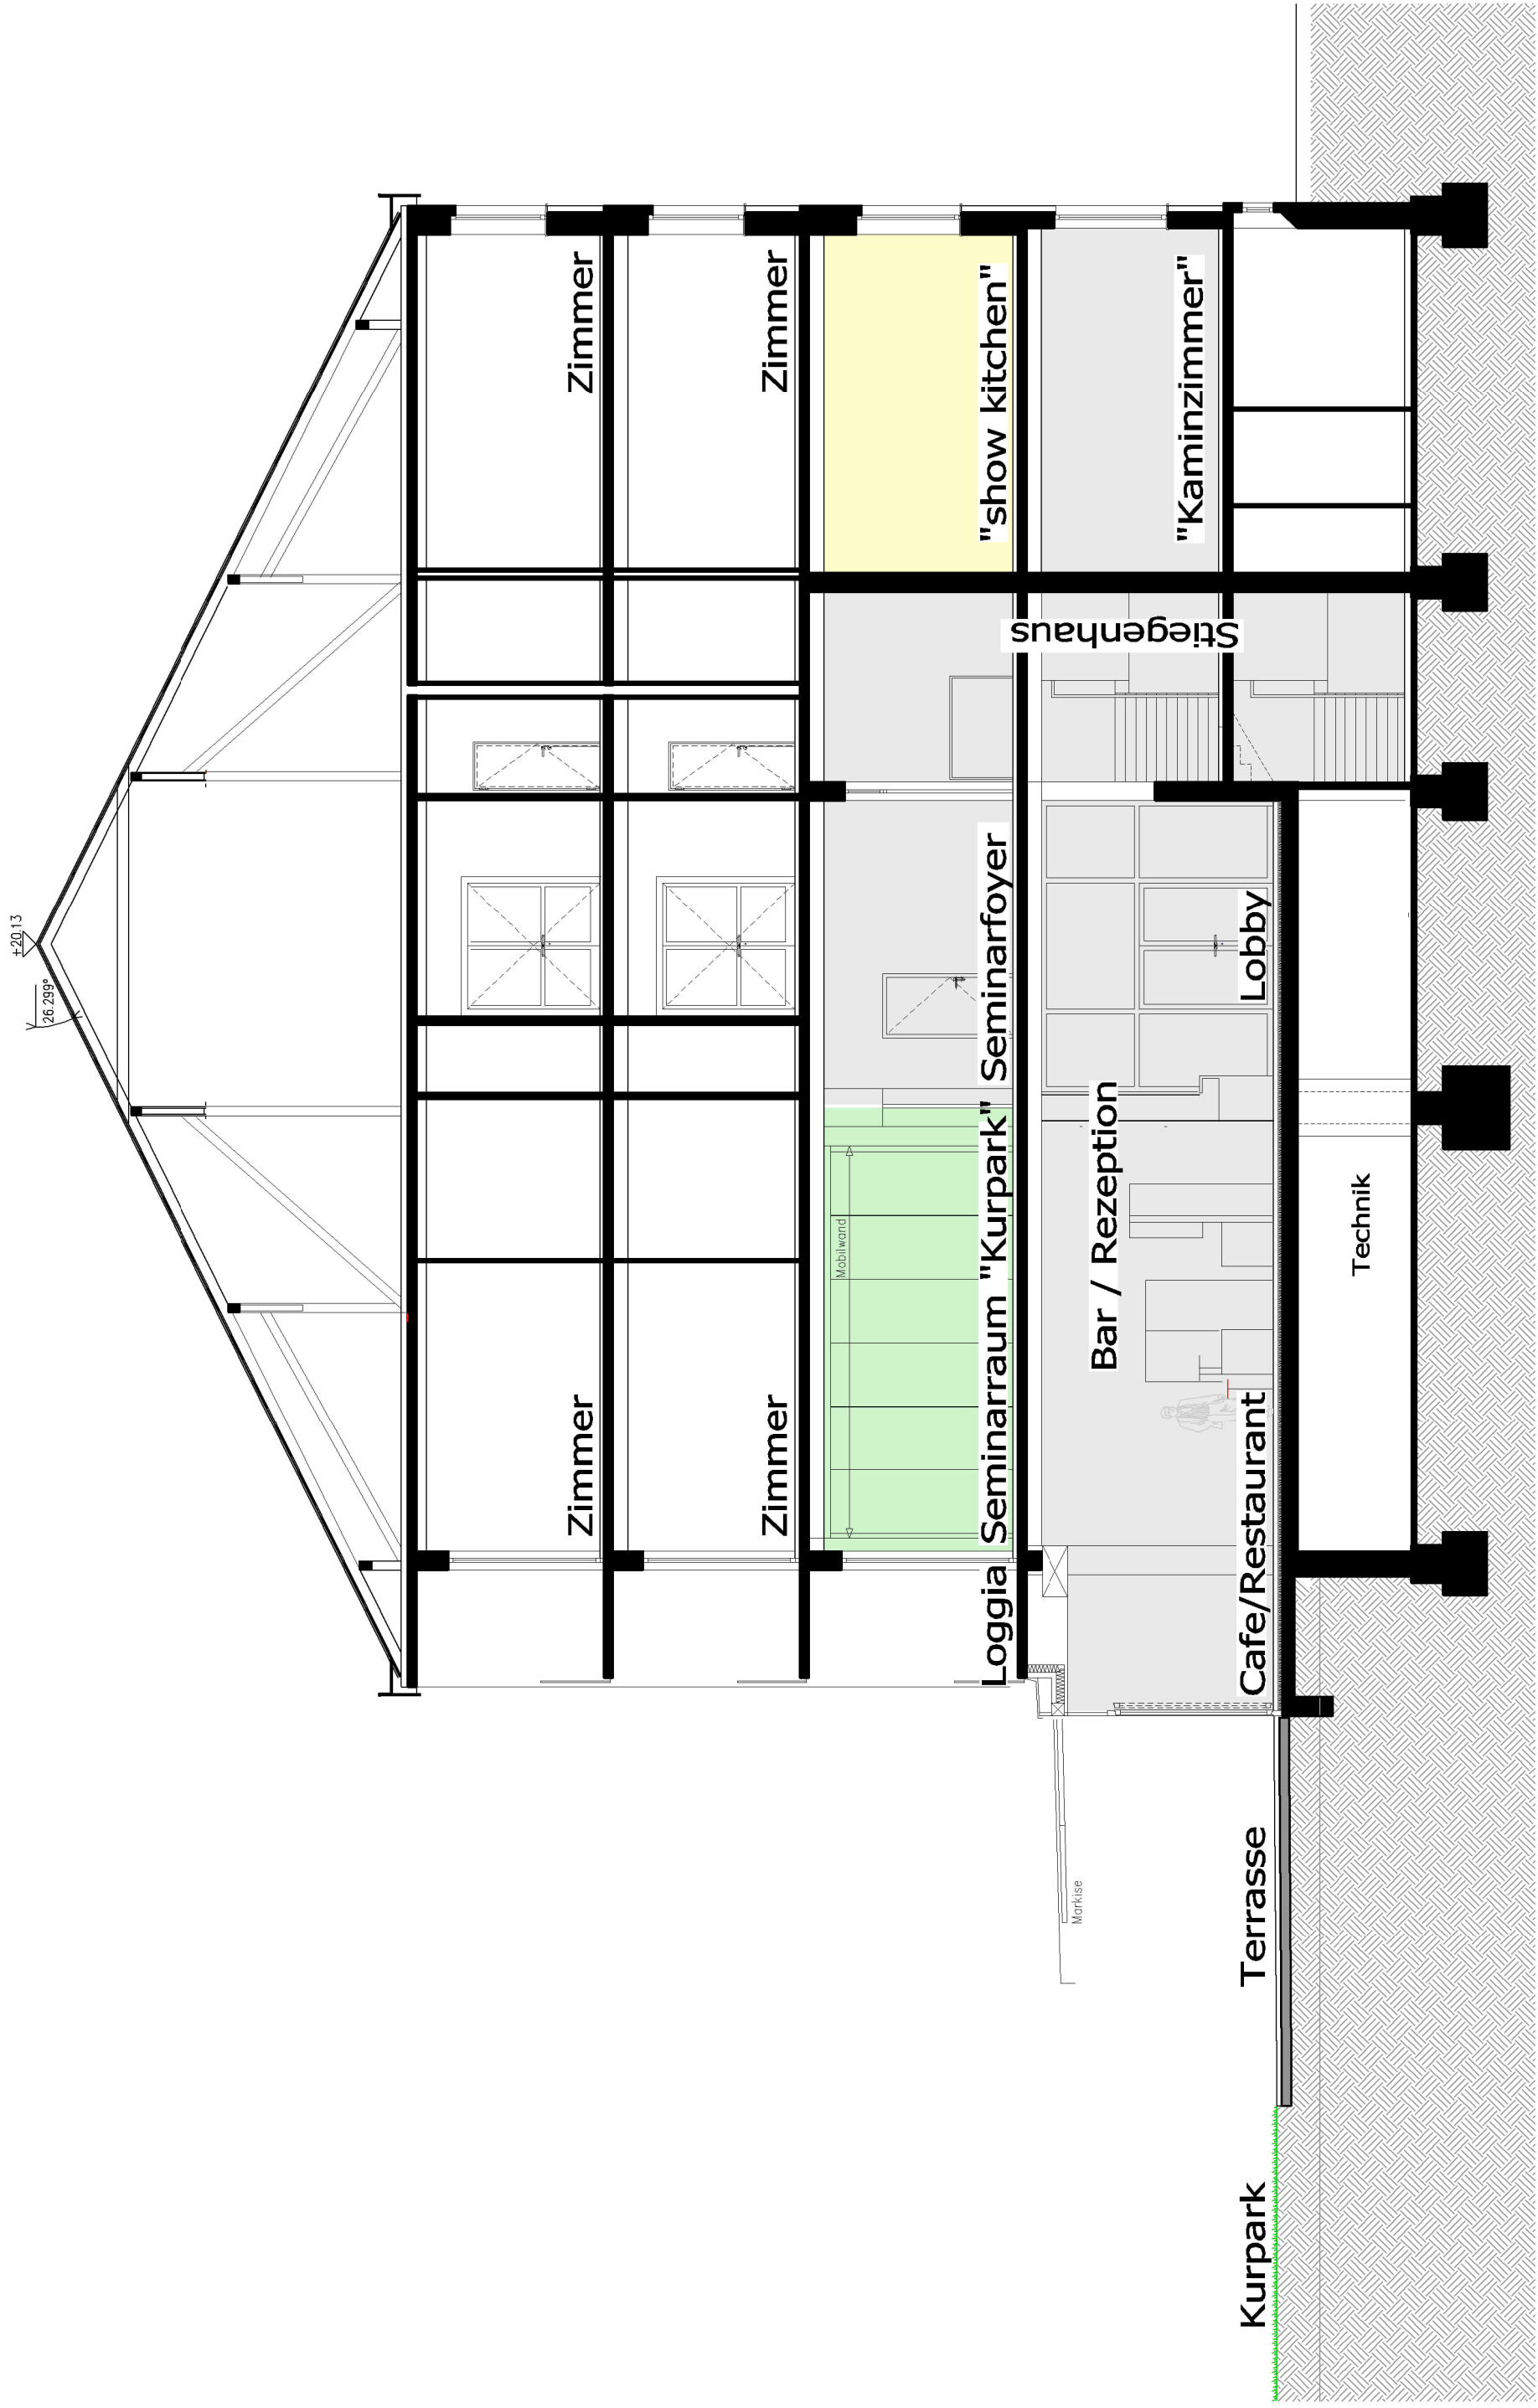 +20.13
26.299°
Zimmer
Zimmer
Zimmer
Zimmer
Mobilwand
Loggia
Seminarraum "Kurpark"
Seminarfoyer
"show kitchen"
Stiegenhaus
Markise
Bar / Rezeption
"Kaminzimmer"
Kurpark
Terrasse
Cafe/Restaurant
Lobby
Technik